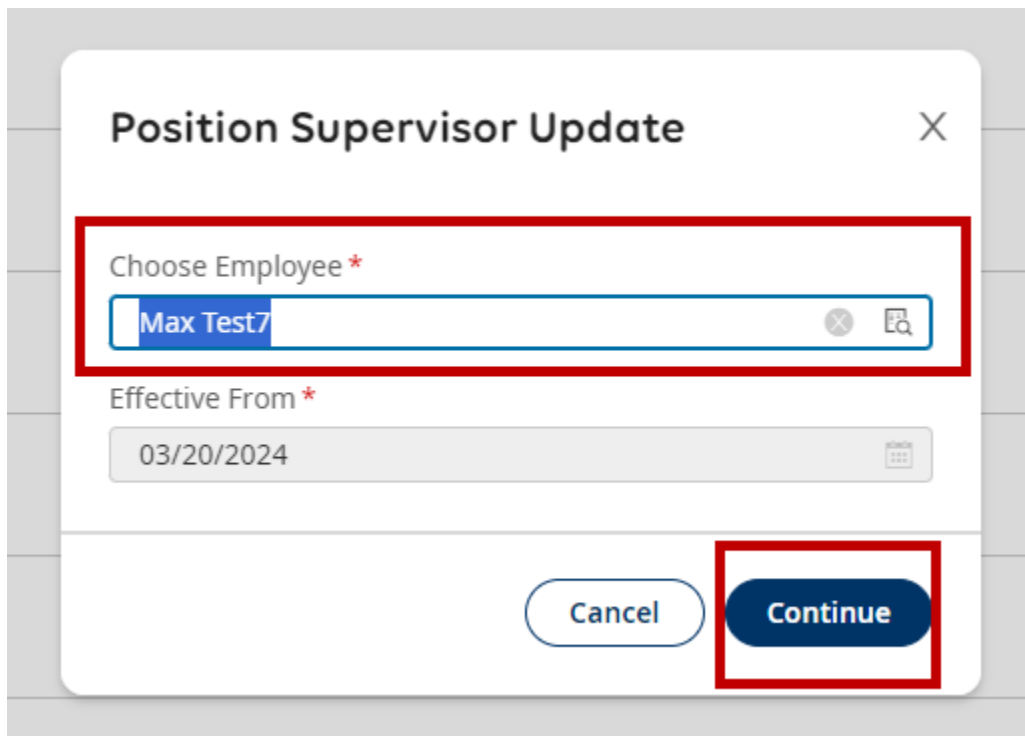 Position Supervisor Update
Choose Employee *
Max Test7
Effective From *
03/20/2024
Cancel
Continue